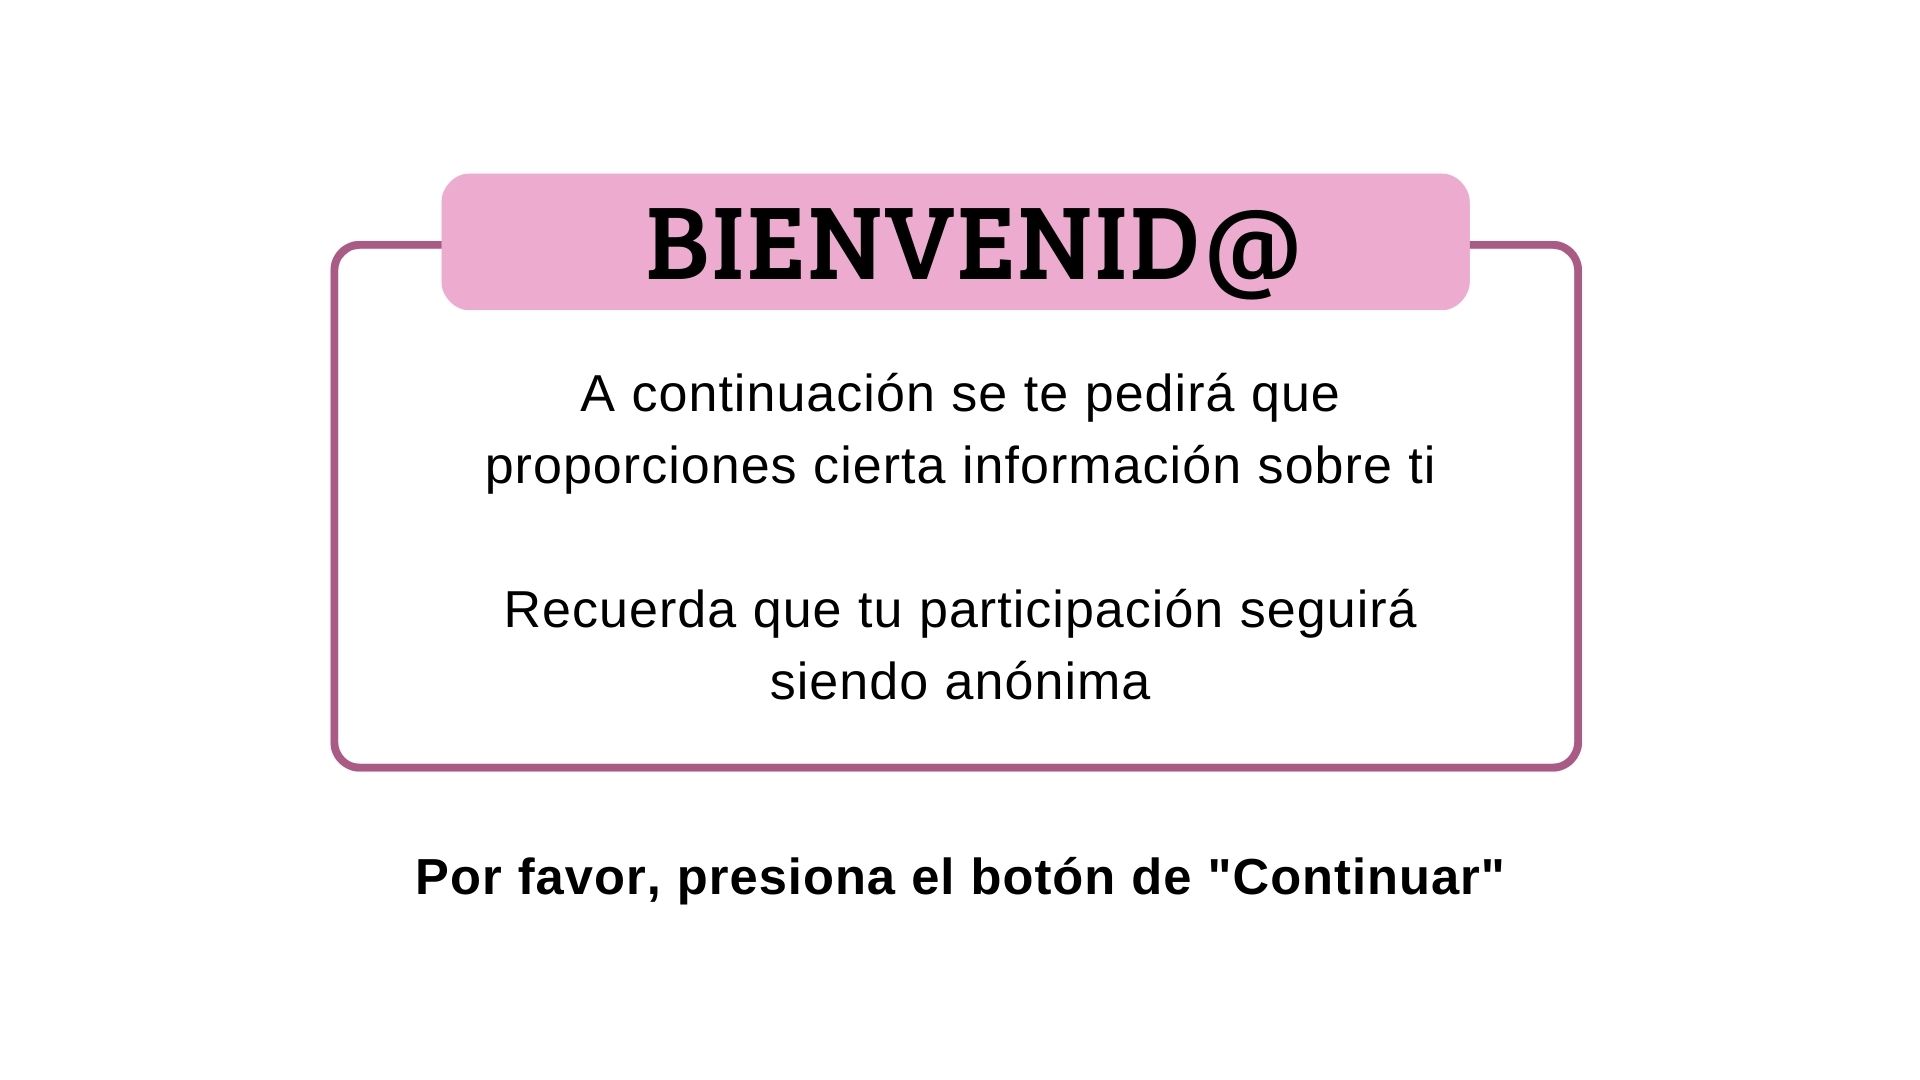 BIENVENID@
A continuación se te pedirá que
proporciones cierta información sobre ti
Recuerda que tu participación seguirá
siendo anónima
Por favor, presiona el botón de "Continuar"